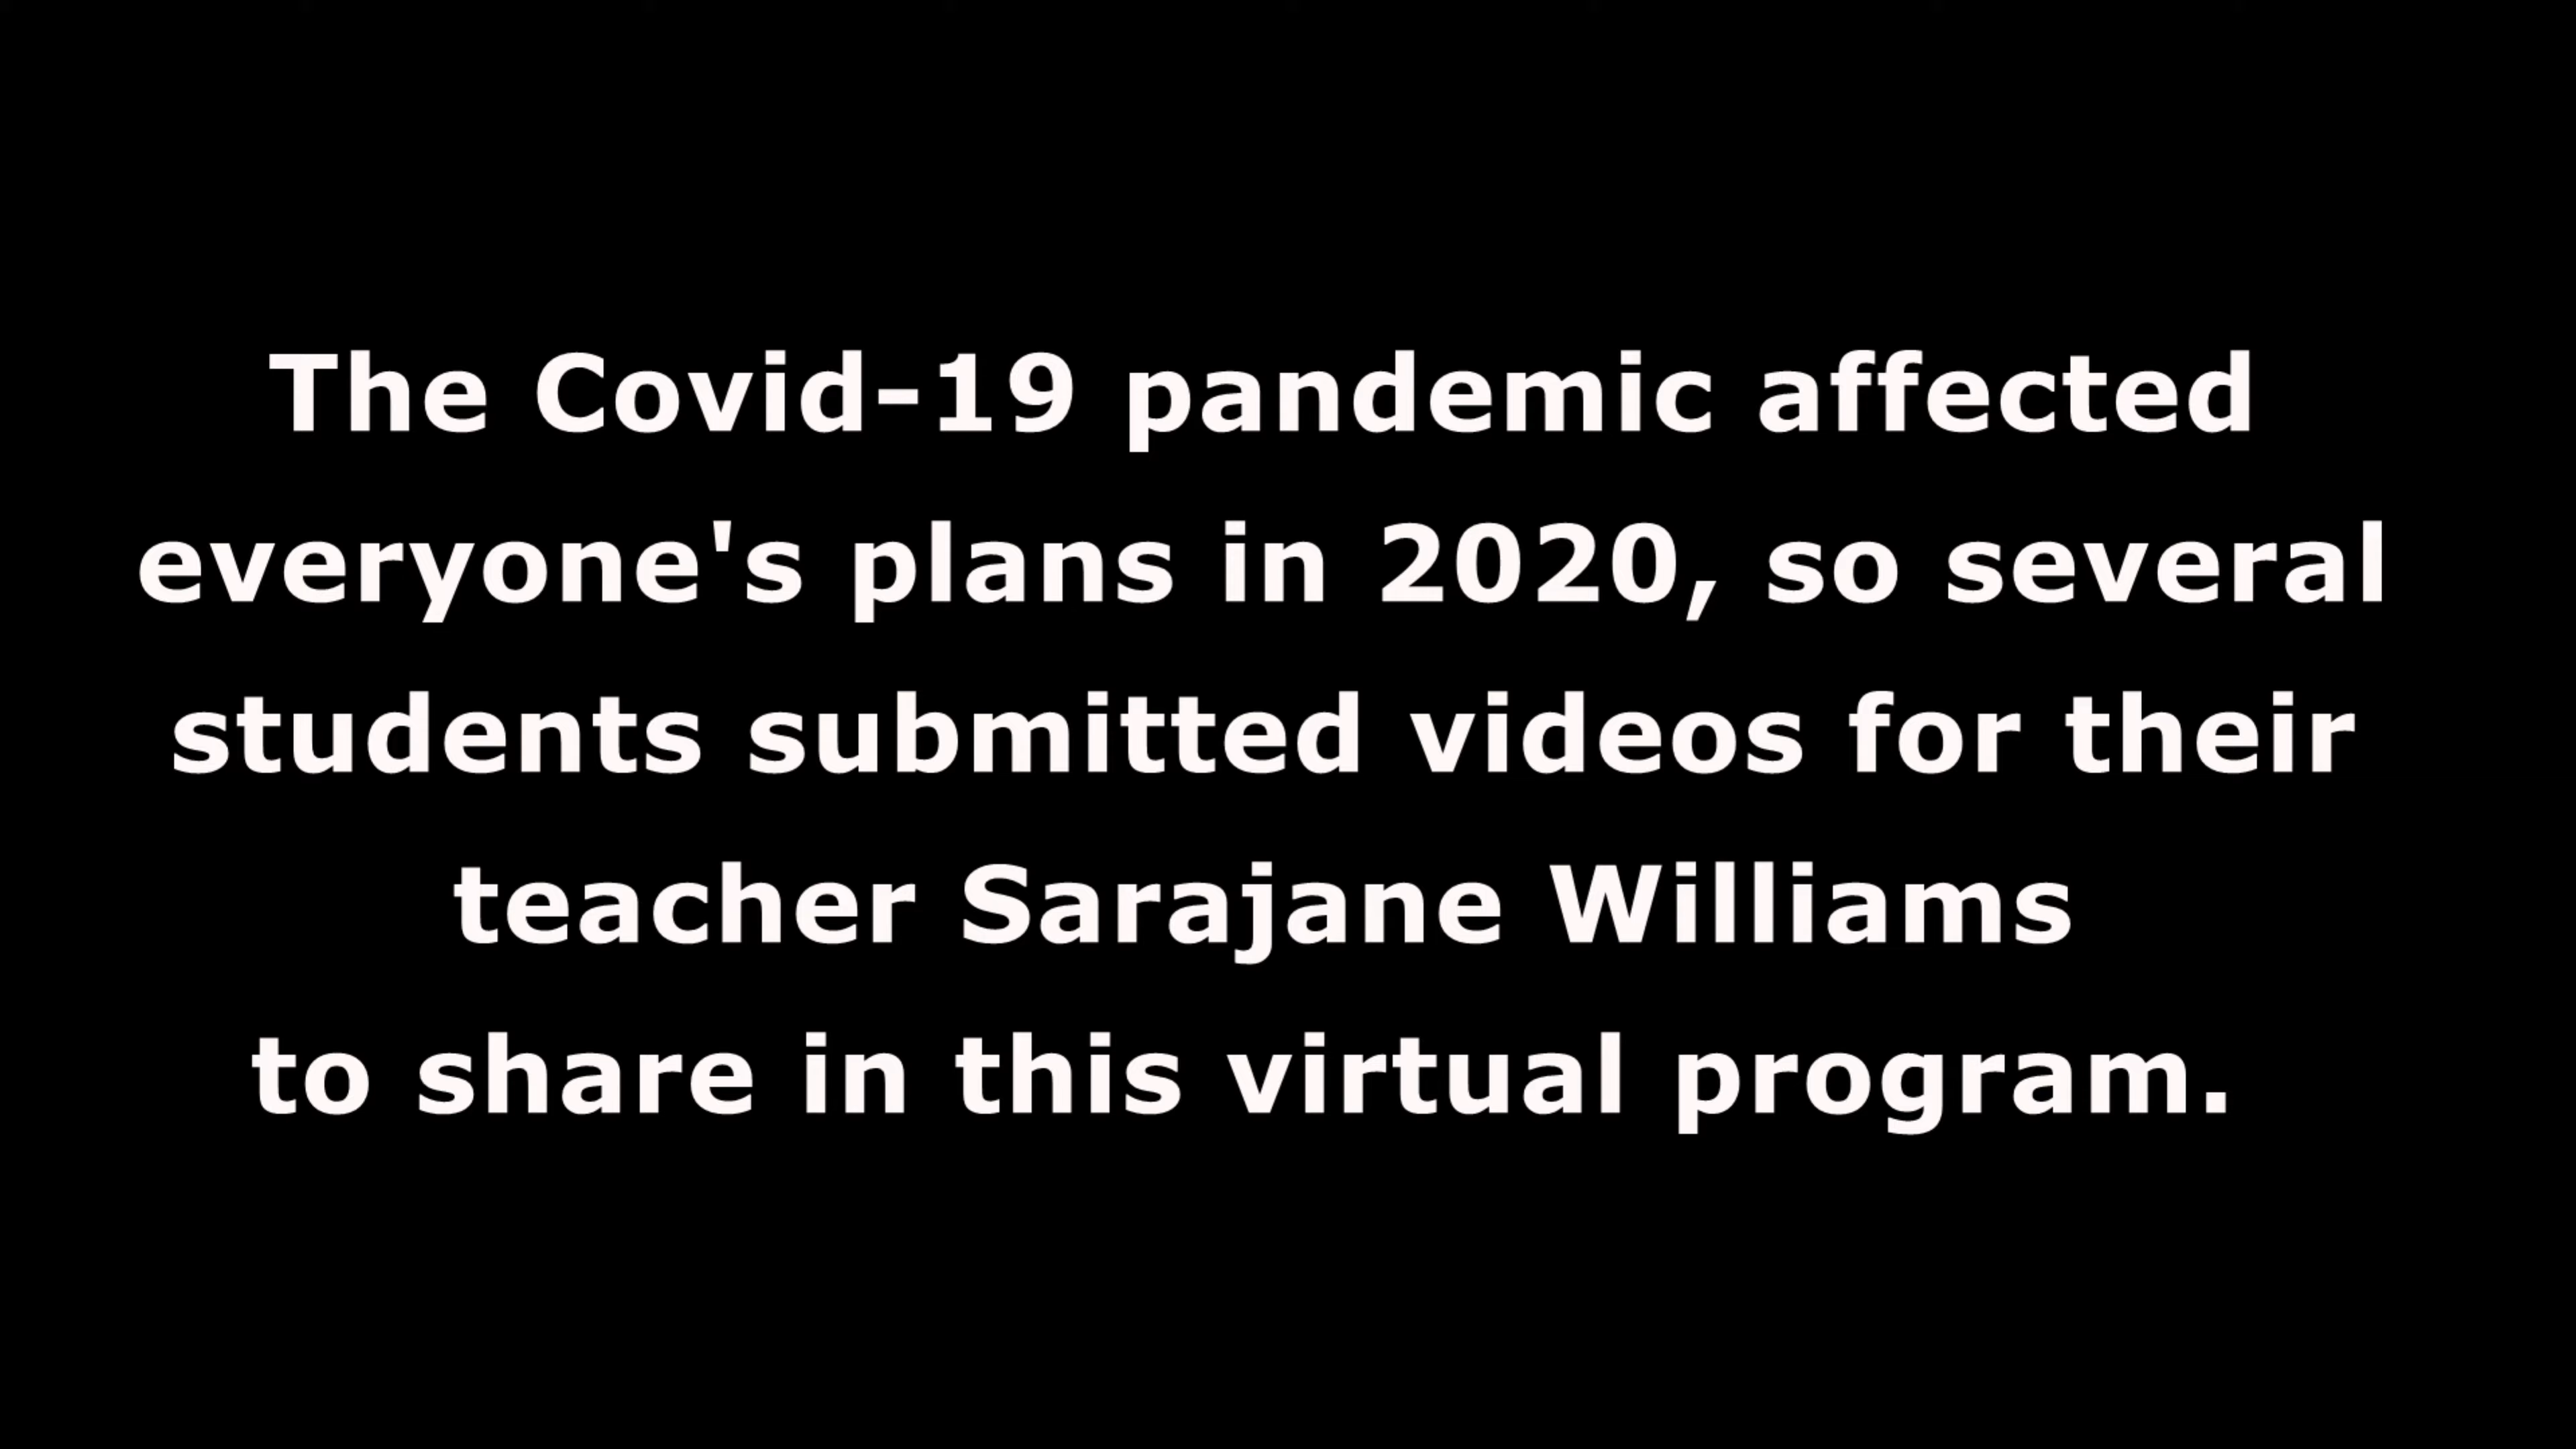 The Covid-19 pandemic affected
everyone's plans in 2020, so several
students submitted videos for their
teacher Sarajane Williams
to share in this virtual program.